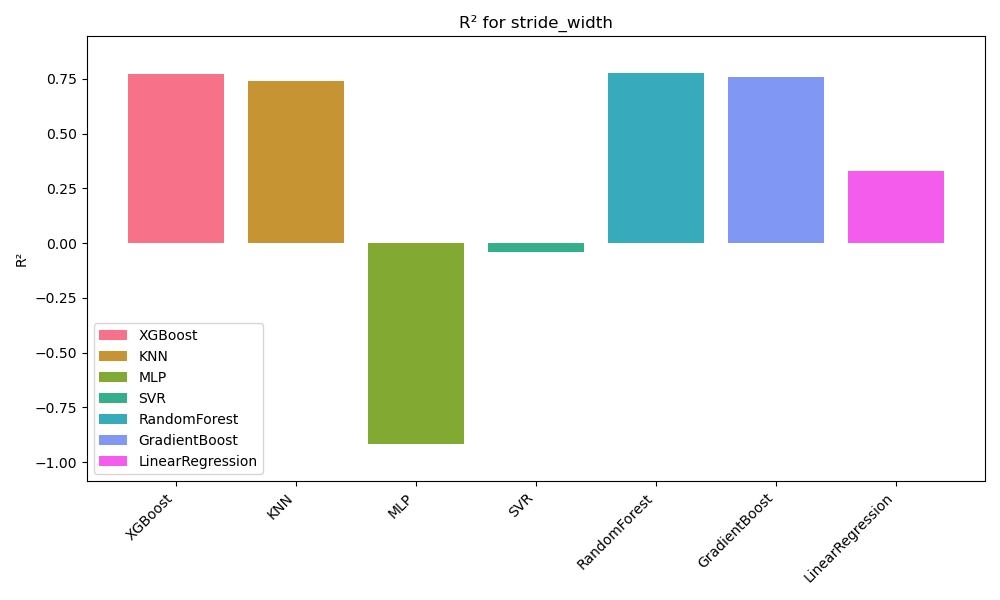 R² for stride_width
R²
0.75
0.50
0.25
0.00
−0.25
−0.50
−0.75
−1.00
XGBoost
KNN
MLP
SVR
RandomForest
GradientBoost
LinearRegression
XGBoost
KNN
MLP
SVR
RandomForest
GradientBoost
LinearRegression